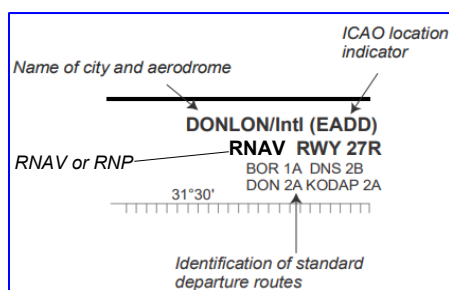 ICAO location
indicator
Name of city and aerodrome
DONLON/Intl (EADD)
RNAV or RNP
RNAV RWY 27R
BOR 1A DNS 2B
DON 2A KODAP 2A
31°30'
Identification of standard
departure routes